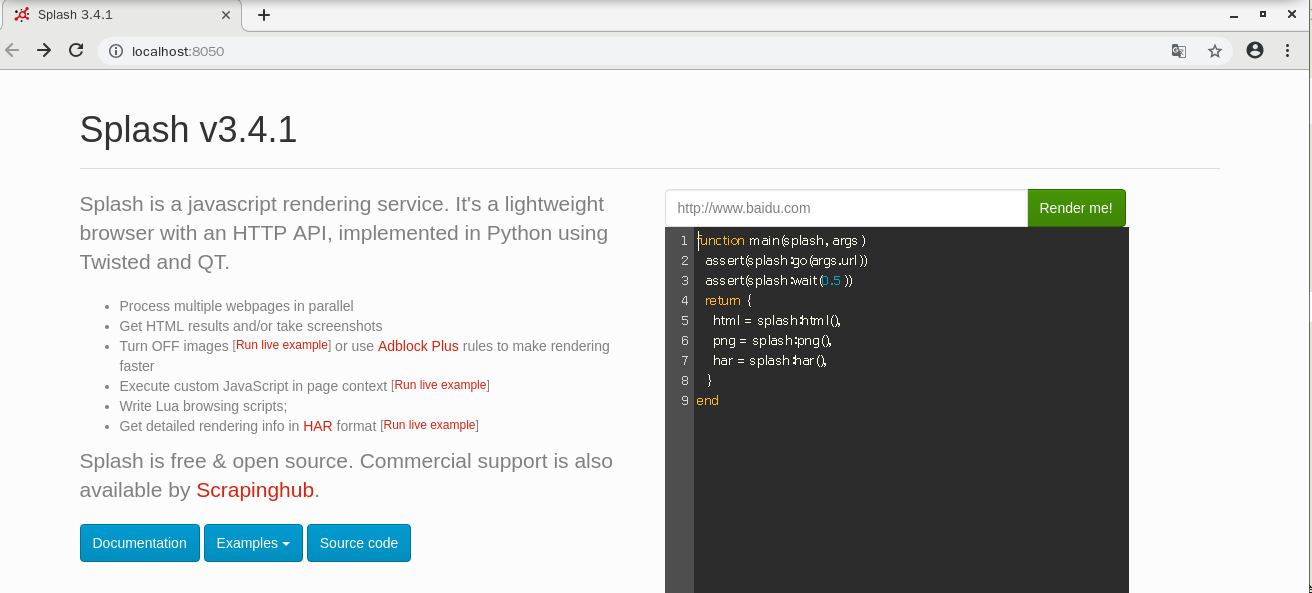 Splash 3.4.1
localhost:8050
Splash v3.4.1
Splash is a javascript rendering service. It's a lightweight
browser with an HTTP API, implemented in Python using
Twisted and QT.
Process multiple webpages in parallel
Get HTML results and/or take screenshots
Turn OFF images [Run live example] or use Adblock Plus rules to make rendering
faster
Execute custom JavaScript in page context [Run live example]
Write Lua browsing scripts;
Get detailed rendering info in HAR format [Run live example]
Splash is free & open source. Commercial support is also
available by Scrapinghub.
Documentation
Examples
Source code
http://www.baidu.com
Render me!
1 function main(splash, args)
2   assert(splash:go(args.url))
3   assert(splash:wait(0.5))
4   return {
5     html = splash:html(),
6     png = splash:png(),
7     har = splash:har(),
8   }
9 end